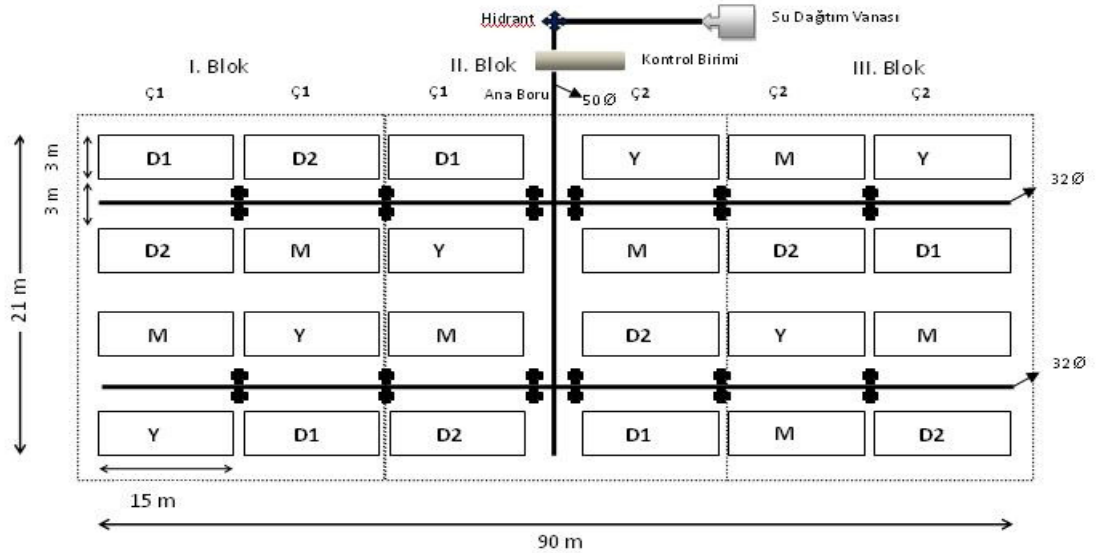 Hidrant
Su Dağıtım Vanası
Kontrol Birimi
I. Blok
II. Blok
III. Blok
Ç1 Ç1 Ç1 Ana Boru 50 Ø Ç2 Ç2 Ç2
3 m
D1 D2 D1 Y M Y
3 m
32 Ø
D2 M Y M D2 D1
21 m
M Y M D2 Y M
32 Ø
Y D1 D2 D1 M D2
15 m
90 m